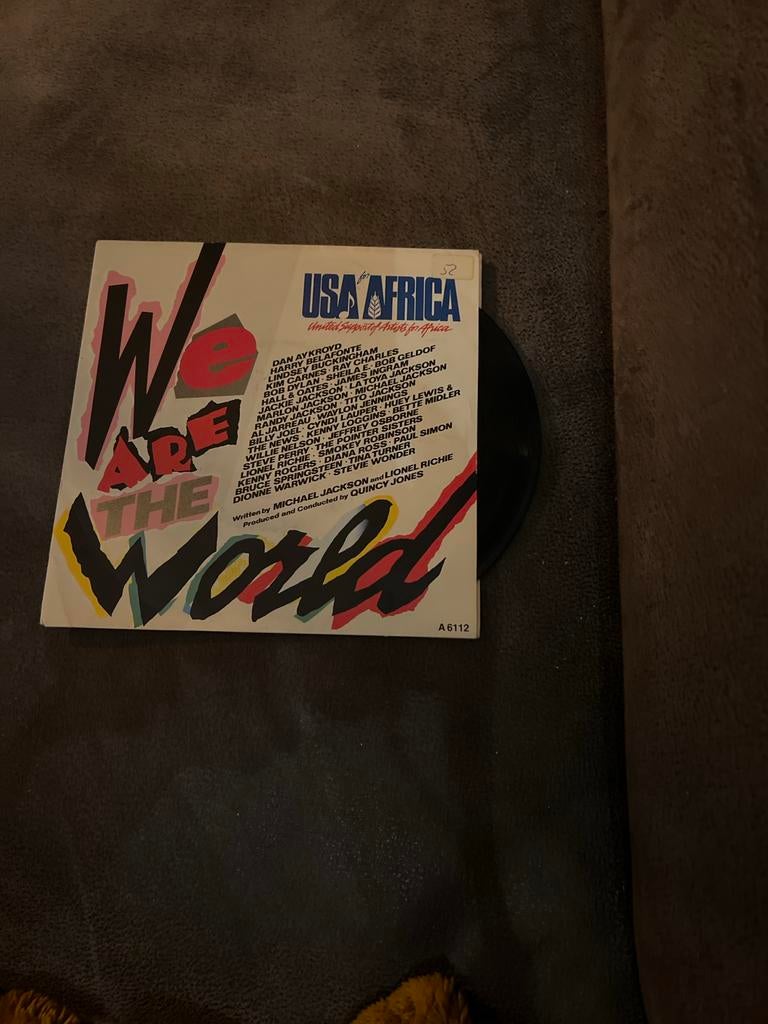 We
ARE
THE
World
52
USA for AFRICA
United Support of Artists for Africa
DAN AYKROYD
HARRY BELAFONTE
LINDSEY BUCKINGHAM
KIM CARNES · RAY CHARLES
BOB DYLAN · SHEILA E. · BOB GELDOF
HALL & OATES · JAMES INGRAM
JACKIE JACKSON · LA TOYA JACKSON
MARLON JACKSON · MICHAEL JACKSON
RANDY JACKSON · TITO JACKSON
AL JARREAU · WAYLON JENNINGS
BILLY JOEL · CYNDI LAUPER · HUEY LEWIS &
THE NEWS · KENNY LOGGINS · BETTE MIDLER
WILLIE NELSON · JEFFREY OSBORNE
STEVE PERRY · THE POINTER SISTERS
LIONEL RICHIE · SMOKEY ROBINSON
KENNY ROGERS · DIANA ROSS · PAUL SIMON
BRUCE SPRINGSTEEN · TINA TURNER
DIONNE WARWICK · STEVIE WONDER
Written by MICHAEL JACKSON and LIONEL RICHIE
Produced and Conducted by QUINCY JONES
A 6112